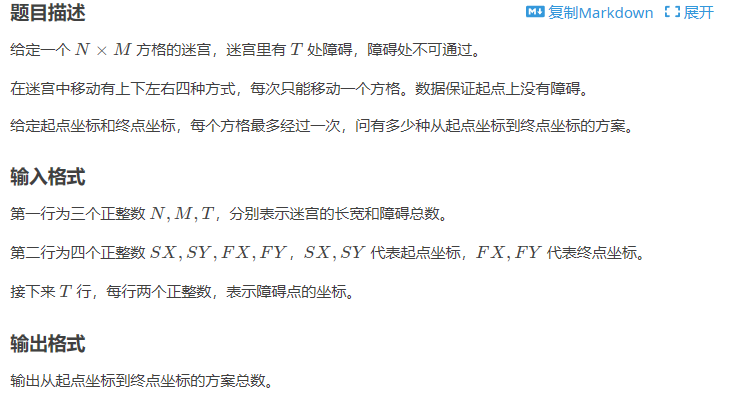 题目描述
复制Markdown 展开
给定一个 N × M 方格的迷宫，迷宫里有 T 处障碍，障碍处不可通过。
在迷宫中移动有上下左右四种方式，每次只能移动一个方格。数据保证起点上没有障碍。
给定起点坐标和终点坐标，每个方格最多经过一次，问有多少种从起点坐标到终点坐标的方案。
输入格式
第一行为三个正整数 N, M, T，分别表示迷宫的长宽和障碍总数。
第二行为四个正整数 SX, SY, FX, FY，SX, SY 代表起点坐标，FX, FY 代表终点坐标。
接下来 T 行，每行两个正整数，表示障碍点的坐标。
输出格式
输出从起点坐标到终点坐标的方案总数。